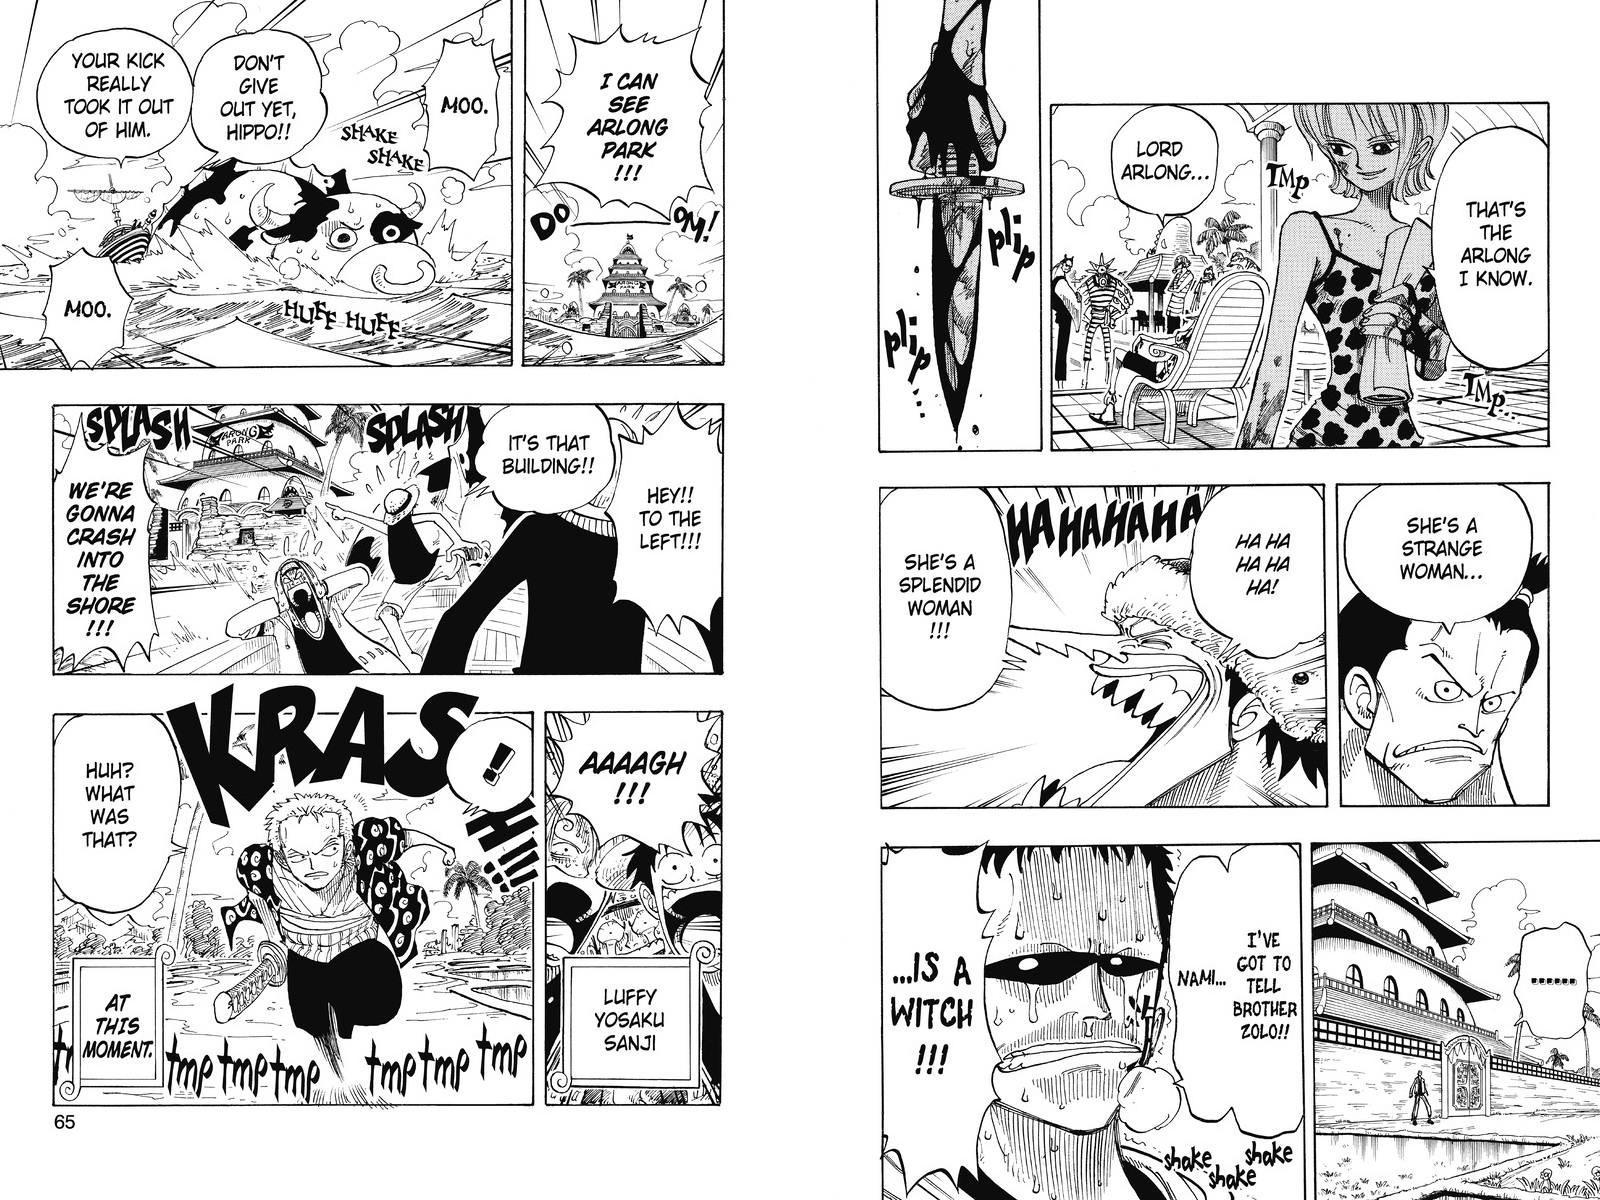 THAT'S
THE
ARLONG
I KNOW.
TMP
TMP...
LORD
ARLONG...
plip
plip
...
SHE'S A
STRANGE
WOMAN...
HA HA
HA HA
HA!
HAHAHAHAHA
SHE'S A
SPLENDID
WOMAN
!!!
......
I'VE
GOT TO
TELL
BROTHER
ZOLO!!
NAMI...
...IS A
WITCH
!!!
shake
shake
shake
I CAN
SEE
ARLONG
PARK
!!!
DO
OM!
MOO.
DON'T
GIVE
OUT YET,
HIPPO!!
YOUR KICK
REALLY
TOOK IT OUT
OF HIM.
SHAKE
SHAKE
MOO.
HUFF HUFF
HEY!!
TO THE
LEFT!!!
IT'S THAT
BUILDING!!
SPLASH
SPLASH
ARLONG
PARK
WE'RE
GONNA
CRASH
INTO
THE
SHORE
!!!
AAAAGH
!!!
LUFFY
YOSAKU
SANJI
!
KRASH!!!
HUH?
WHAT
WAS
THAT?
AT
THIS
MOMENT.
tmp tmp tmp tmp tmp tmp
65